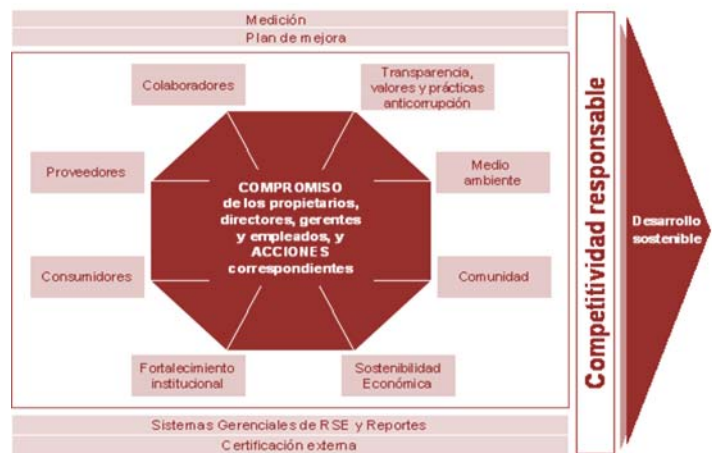 Medición
Plan de mejora
Colaboradores
Transparencia,
valores y prácticas
anticorrupción
Proveedores
Medio
ambiente
COMPROMISO
de los propietarios,
directores, gerentes
y empleados, y
ACCIONES
correspondientes
Consumidores
Comunidad
Fortalecimiento
institucional
Sostenibilidad
Económica
Sistemas Gerenciales de RSE y Reportes
Certificación externa
Competitividad responsable
Desarrollo
sostenible